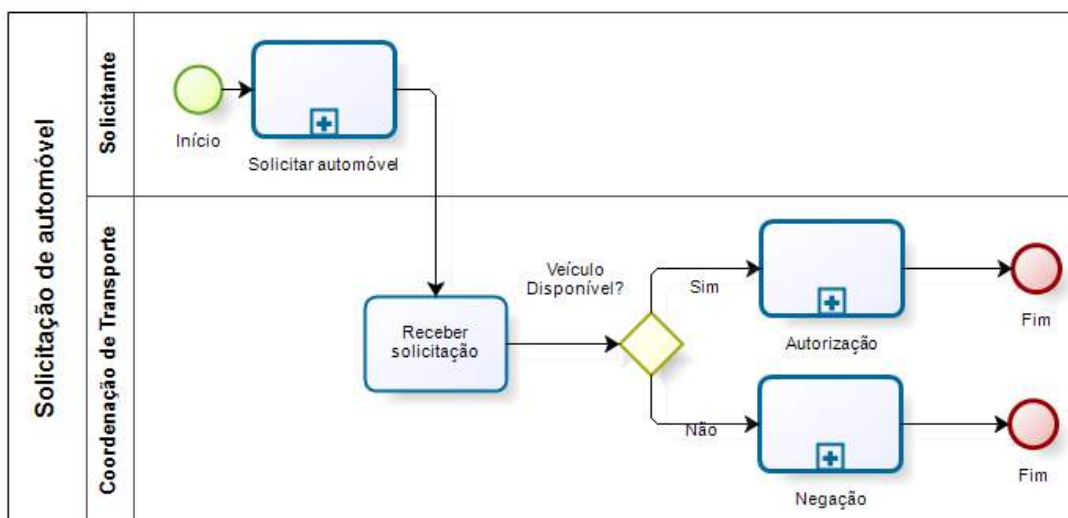 Solicitação de automóvel
Solicitante
Início
Solicitar automóvel
Coordenação de Transporte
Receber
solicitação
Veículo
Disponível?
Sim
Autorização
Fim
Não
Negação
Fim